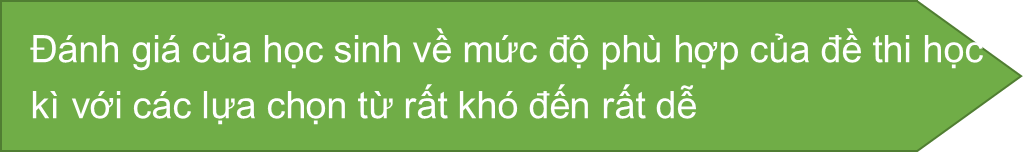 Đánh giá của học sinh về mức độ phù hợp của đề thi học
kì với các lựa chọn từ rất khó đến rất dễ